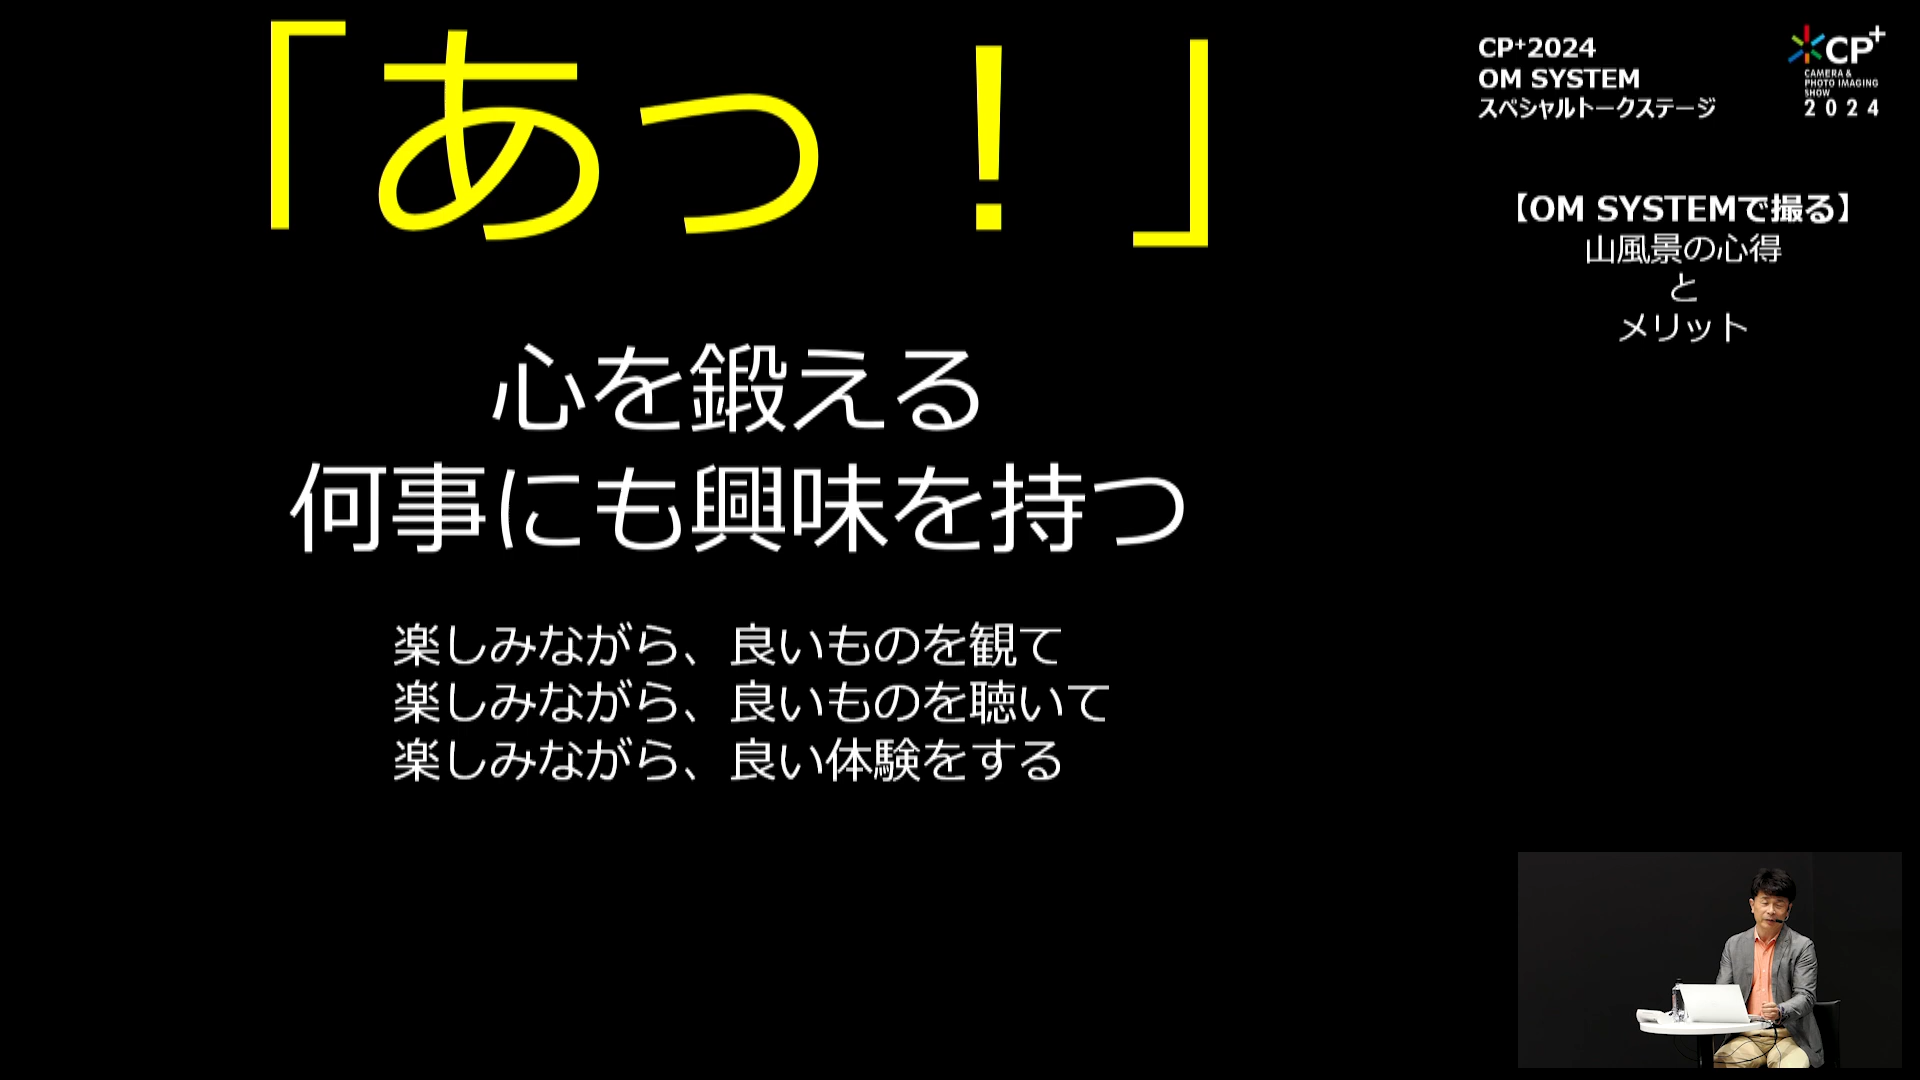 「あっ！」
心を鍛える
何事にも興味を持つ
楽しみながら、良いものを観て
楽しみながら、良いものを聴いて
楽しみながら、良い体験をする
CP+2024
OM SYSTEM
スペシャルトークステージ
CP+
CAMERA &
PHOTO IMAGING
SHOW
2024
【OM SYSTEMで撮る】
山風景の心得
と
メリット